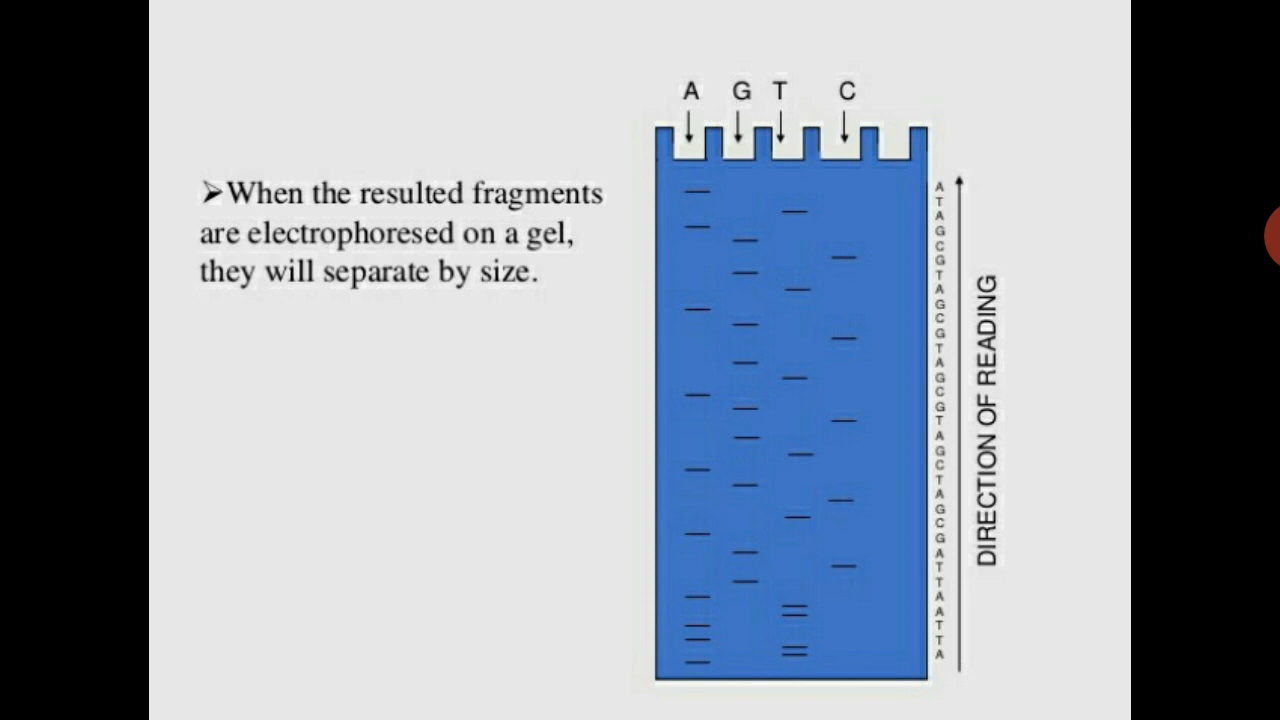 A G T C
➢When the resulted fragments
are electrophoresed on a gel,
they will separate by size.
A
T
A
G
C
G
T
A
G
C
G
T
A
G
C
G
T
A
G
C
T
A
G
C
G
A
T
T
A
A
T
T
A
DIRECTION OF READING